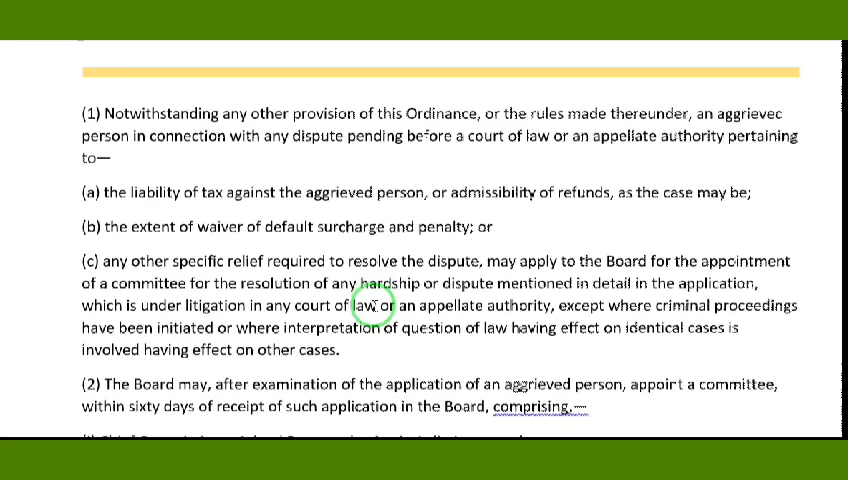 (1) Notwithstanding any other provision of this Ordinance, or the rules made thereunder, an aggrieved
person in connection with any dispute pending before a court of law or an appellate authority pertaining
to—
(a) the liability of tax against the aggrieved person, or admissibility of refunds, as the case may be;
(b) the extent of waiver of default surcharge and penalty; or
(c) any other specific relief required to resolve the dispute, may apply to the Board for the appointment
of a committee for the resolution of any hardship or dispute mentioned in detail in the application,
which is under litigation in any court of law or an appellate authority, except where criminal proceedings
have been initiated or where interpretation of question of law having effect on identical cases is
involved having effect on other cases.
(2) The Board may, after examination of the application of an aggrieved person, appoint a committee,
within sixty days of receipt of such application in the Board, comprising,—